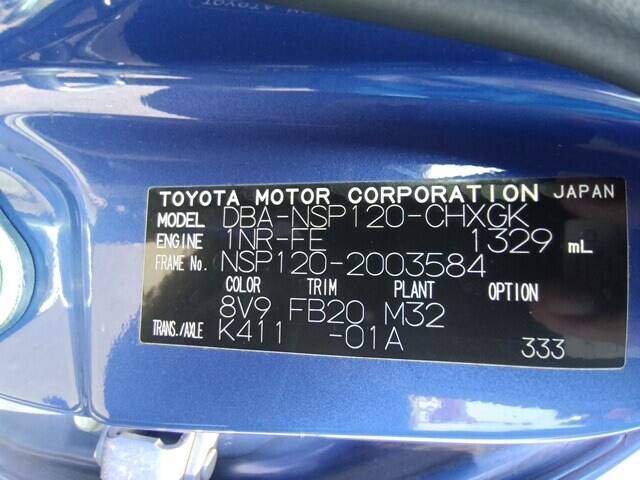 TOYOTA MOTOR CORPORATION JAPAN
MODEL DBA-NSP120-CHXGK
ENGINE 1NR-FE 1329 mL
FRAME No. NSP120-2003584
COLOR TRIM PLANT OPTION
8V9 FB20 M32
TRANS./AXLE K411 -01A
333